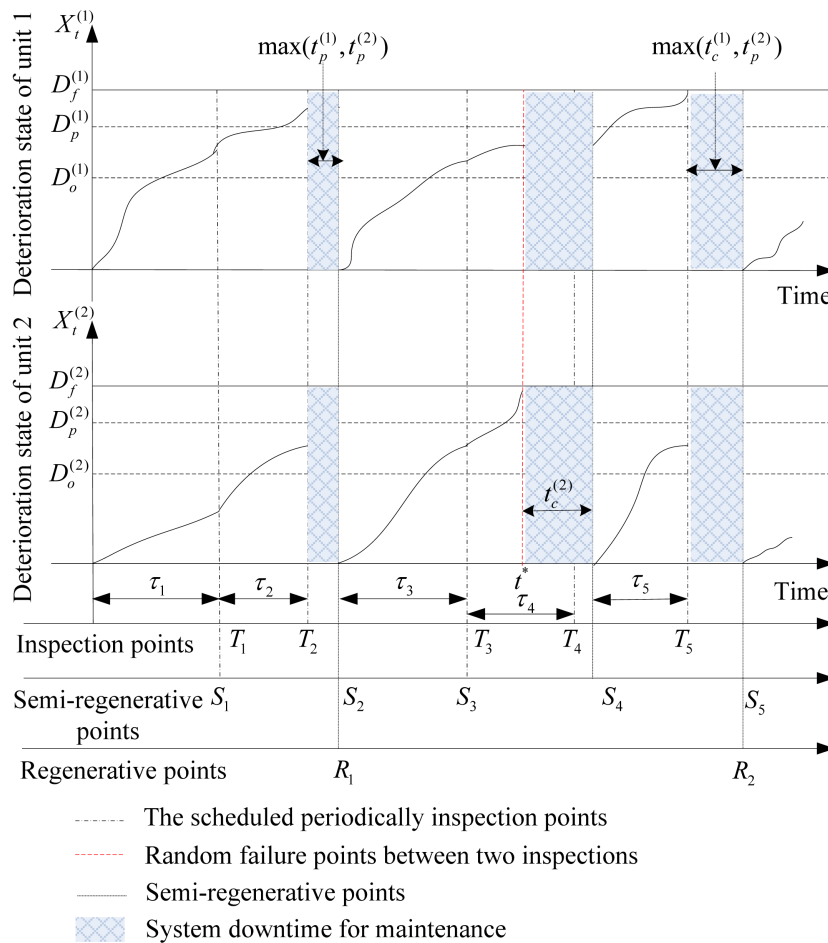 X_t^(1)
Deterioration state of unit 1
max(t_p^(1), t_p^(2))
max(t_c^(1), t_p^(2))
D_f^(1)
D_p^(1)
D_o^(1)
Time
X_t^(2)
Deterioration state of unit 2
D_f^(2)
D_p^(2)
D_o^(2)
t_c^(2)
τ_1
τ_2
τ_3
t^*
τ_4
τ_5
Time
Inspection points T_1 T_2 T_3 T_4 T_5
Semi-regenerative points S_1 S_2 S_3 S_4 S_5
Regenerative points R_1 R_2
The scheduled periodically inspection points
Random failure points between two inspections
Semi-regenerative points
System downtime for maintenance